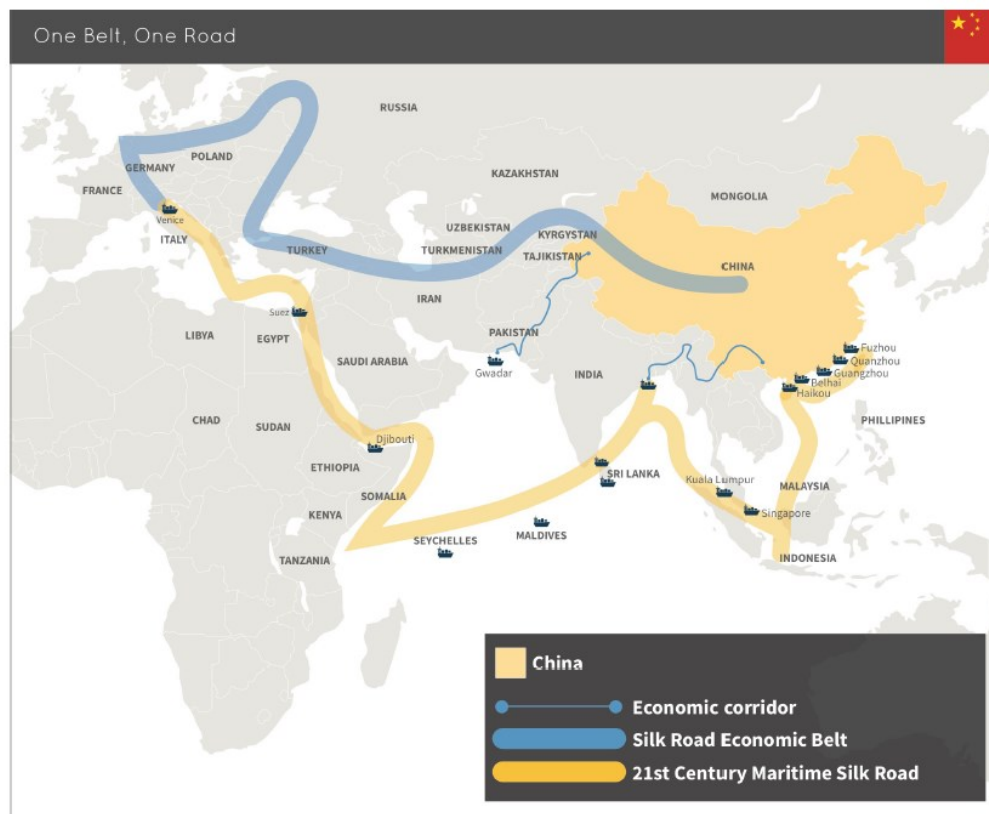 One Belt, One Road
RUSSIA
POLAND
GERMANY
FRANCE
KAZAKHSTAN
MONGOLIA
Venice
ITALY
UZBEKISTAN
KYRGYSTAN
TURKEY
TURKMENISTAN
TAJIKISTAN
CHINA
IRAN
Suez
LIBYA
EGYPT
PAKISTAN
SAUDI ARABIA
Gwadar
INDIA
Fuzhou
Quanzhou
Guangzhou
Belhai
Haikou
CHAD
SUDAN
Djibouti
PHILLIPINES
ETHIOPIA
SRI LANKA
Kuala Lumpur
MALAYSIA
SOMALIA
KENYA
Singapore
SEYCHELLES
MALDIVES
TANZANIA
INDONESIA
China
Economic corridor
Silk Road Economic Belt
21st Century Maritime Silk Road